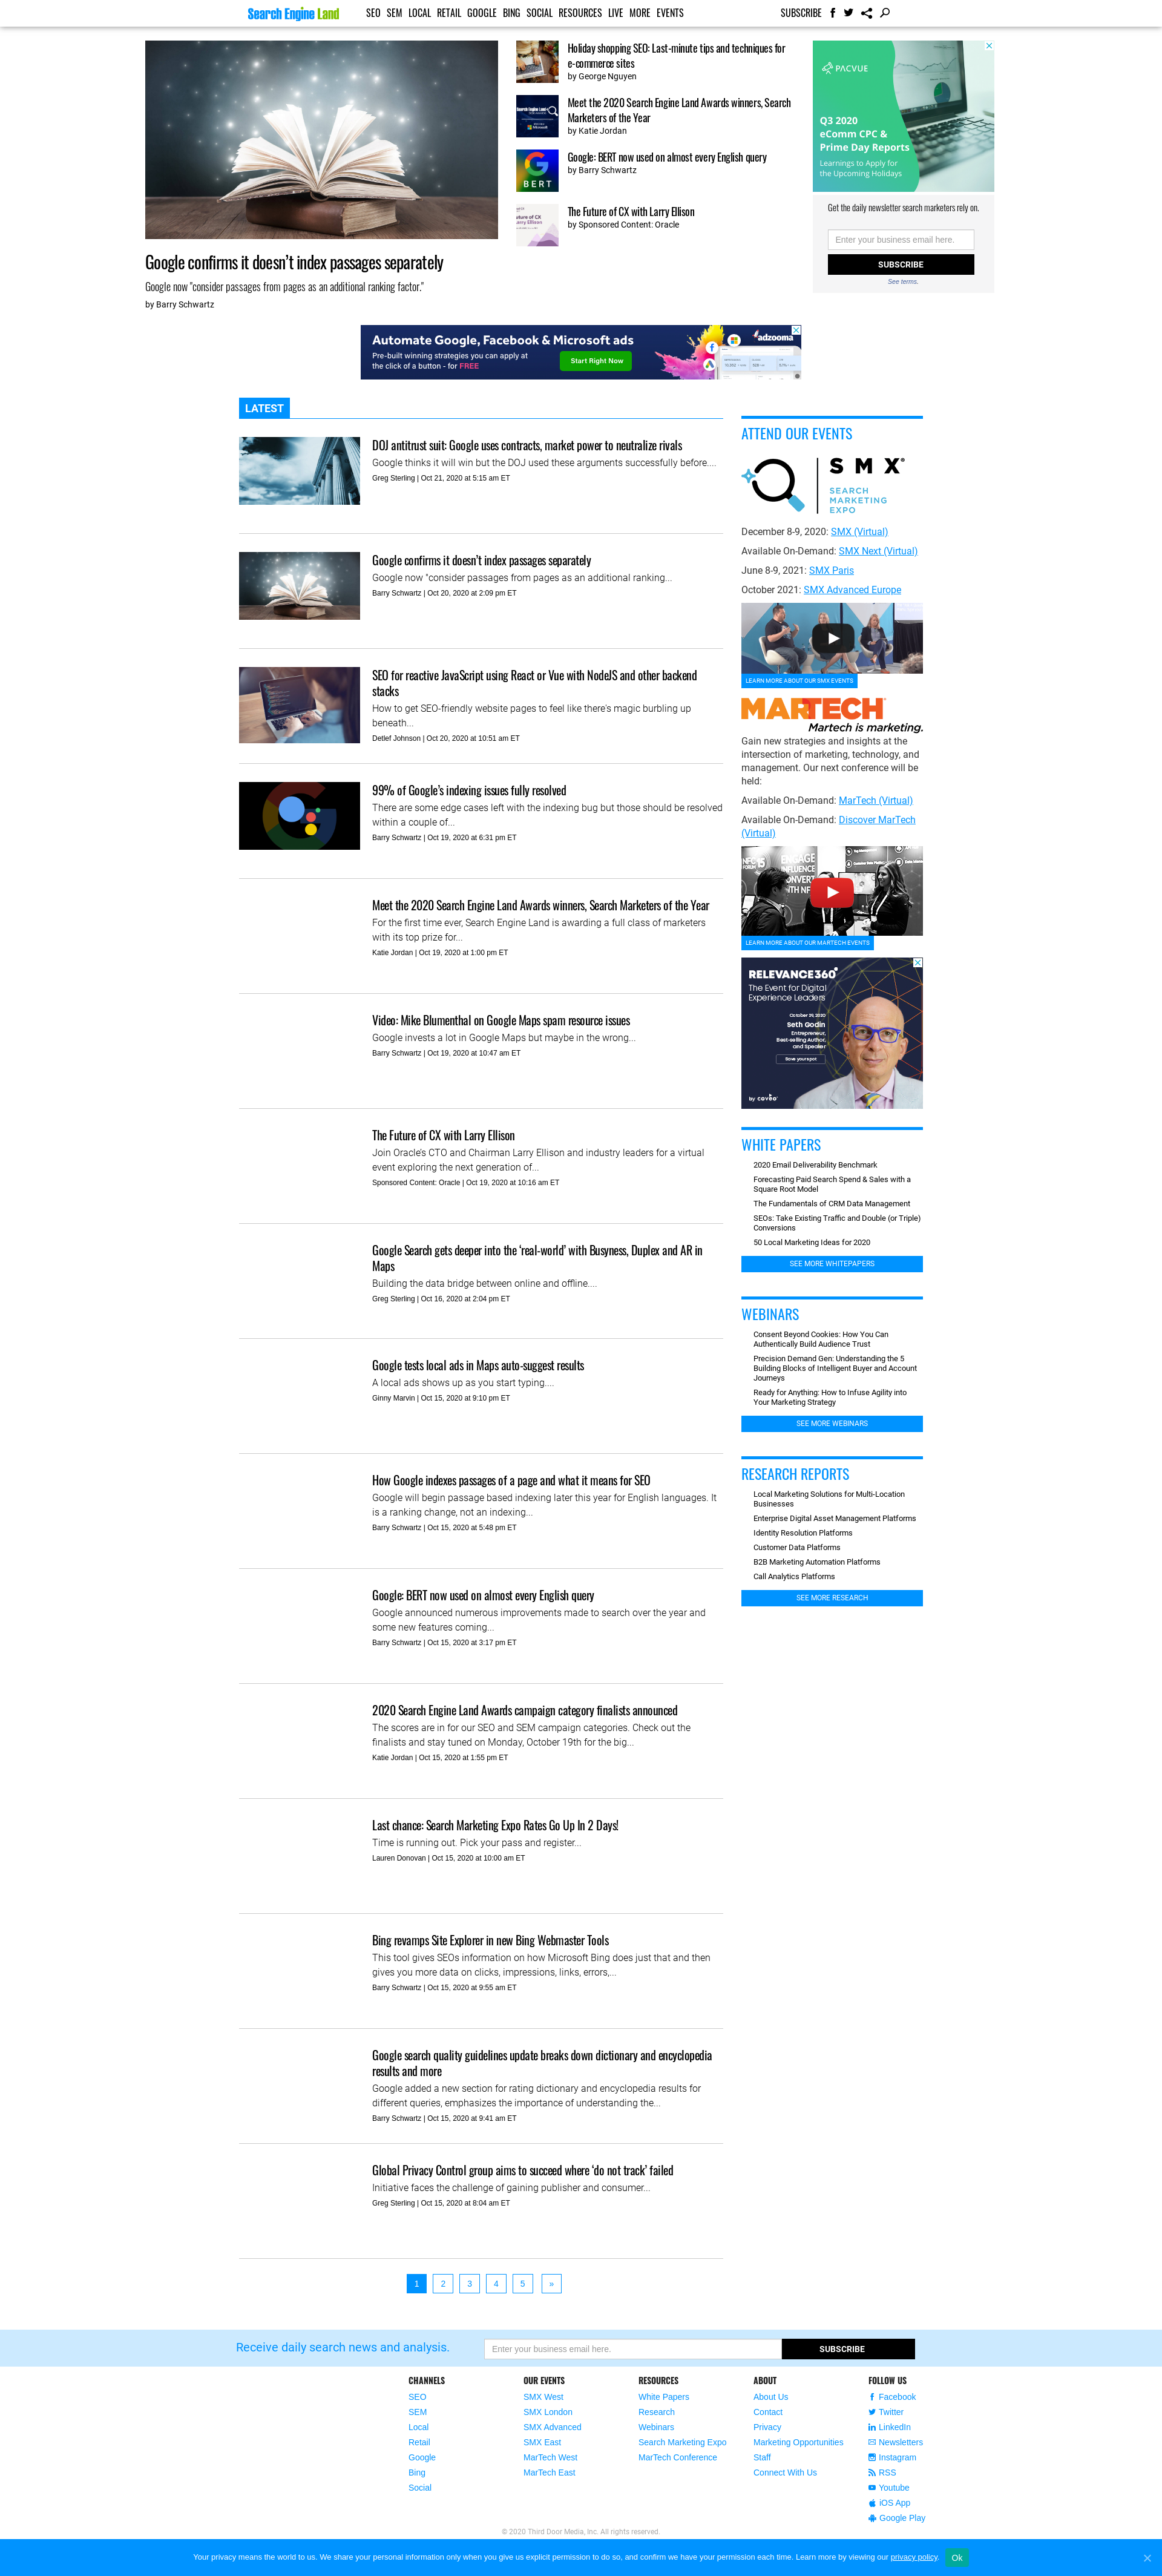 Search Engine Land
SEO SEM LOCAL RETAIL GOOGLE BING SOCIAL RESOURCES LIVE MORE EVENTS
SUBSCRIBE
Google confirms it doesn’t index passages separately
Google now "consider passages from pages as an additional ranking factor."
by Barry Schwartz
Holiday shopping SEO: Last-minute tips and techniques for
e-commerce sites
by George Nguyen
Meet the 2020 Search Engine Land Awards winners, Search
Marketers of the Year
by Katie Jordan
BERT
Google: BERT now used on almost every English query
by Barry Schwartz
The Future of CX with Larry Ellison
by Sponsored Content: Oracle
PACVUE
Q3 2020
eComm CPC &
Prime Day Reports
Learnings to Apply for
the Upcoming Holidays
Get the daily newsletter search marketers rely on.
Enter your business email here.
SUBSCRIBE
See terms.
Automate Google, Facebook & Microsoft ads
Pre-built winning strategies you can apply at
the click of a button - for FREE
Start Right Now
adzooma
LATEST
DOJ antitrust suit: Google uses contracts, market power to neutralize rivals
Google thinks it will win but the DOJ used these arguments successfully before....
Greg Sterling | Oct 21, 2020 at 5:15 am ET
Google confirms it doesn’t index passages separately
Google now "consider passages from pages as an additional ranking...
Barry Schwartz | Oct 20, 2020 at 2:09 pm ET
SEO for reactive JavaScript using React or Vue with NodeJS and other backend
stacks
How to get SEO-friendly website pages to feel like there's magic burbling up
beneath...
Detlef Johnson | Oct 20, 2020 at 10:51 am ET
99% of Google’s indexing issues fully resolved
There are some edge cases left with the indexing bug but those should be resolved
within a couple of...
Barry Schwartz | Oct 19, 2020 at 6:31 pm ET
Meet the 2020 Search Engine Land Awards winners, Search Marketers of the Year
For the first time ever, Search Engine Land is awarding a full class of marketers
with its top prize for...
Katie Jordan | Oct 19, 2020 at 1:00 pm ET
Video: Mike Blumenthal on Google Maps spam resource issues
Google invests a lot in Google Maps but maybe in the wrong...
Barry Schwartz | Oct 19, 2020 at 10:47 am ET
The Future of CX with Larry Ellison
Join Oracle’s CTO and Chairman Larry Ellison and industry leaders for a virtual
event exploring the next generation of...
Sponsored Content: Oracle | Oct 19, 2020 at 10:16 am ET
Google Search gets deeper into the ‘real-world’ with Busyness, Duplex and AR in
Maps
Building the data bridge between online and offline....
Greg Sterling | Oct 16, 2020 at 2:04 pm ET
Google tests local ads in Maps auto-suggest results
A local ads shows up as you start typing....
Ginny Marvin | Oct 15, 2020 at 9:10 pm ET
How Google indexes passages of a page and what it means for SEO
Google will begin passage based indexing later this year for English languages. It
is a ranking change, not an indexing...
Barry Schwartz | Oct 15, 2020 at 5:48 pm ET
Google: BERT now used on almost every English query
Google announced numerous improvements made to search over the year and
some new features coming...
Barry Schwartz | Oct 15, 2020 at 3:17 pm ET
2020 Search Engine Land Awards campaign category finalists announced
The scores are in for our SEO and SEM campaign categories. Check out the
finalists and stay tuned on Monday, October 19th for the big...
Katie Jordan | Oct 15, 2020 at 1:55 pm ET
Last chance: Search Marketing Expo Rates Go Up In 2 Days!
Time is running out. Pick your pass and register...
Lauren Donovan | Oct 15, 2020 at 10:00 am ET
Bing revamps Site Explorer in new Bing Webmaster Tools
This tool gives SEOs information on how Microsoft Bing does just that and then
gives you more data on clicks, impressions, links, errors,...
Barry Schwartz | Oct 15, 2020 at 9:55 am ET
Google search quality guidelines update breaks down dictionary and encyclopedia
results and more
Google added a new section for rating dictionary and encyclopedia results for
different queries, emphasizes the importance of understanding the...
Barry Schwartz | Oct 15, 2020 at 9:41 am ET
Global Privacy Control group aims to succeed where ‘do not track’ failed
Initiative faces the challenge of gaining publisher and consumer...
Greg Sterling | Oct 15, 2020 at 8:04 am ET
1 2 3 4 5 »
ATTEND OUR EVENTS
SMX
SEARCH
MARKETING
EXPO
December 8-9, 2020: SMX (Virtual)
Available On-Demand: SMX Next (Virtual)
June 8-9, 2021: SMX Paris
October 2021: SMX Advanced Europe
LEARN MORE ABOUT OUR SMX EVENTS
MARTECH
Martech is marketing.
Gain new strategies and insights at the
intersection of marketing, technology, and
management. Our next conference will be
held:
Available On-Demand: MarTech (Virtual)
Available On-Demand: Discover MarTech
(Virtual)
LEARN MORE ABOUT OUR MARTECH EVENTS
RELEVANCE360°
The Event for Digital
Experience Leaders
October 29, 2020
Seth Godin
Entrepreneur,
Best-selling Author,
and Speaker
Save your spot
by coveo
WHITE PAPERS
2020 Email Deliverability Benchmark
Forecasting Paid Search Spend & Sales with a
Square Root Model
The Fundamentals of CRM Data Management
SEOs: Take Existing Traffic and Double (or Triple)
Conversions
50 Local Marketing Ideas for 2020
SEE MORE WHITEPAPERS
WEBINARS
Consent Beyond Cookies: How You Can
Authentically Build Audience Trust
Precision Demand Gen: Understanding the 5
Building Blocks of Intelligent Buyer and Account
Journeys
Ready for Anything: How to Infuse Agility into
Your Marketing Strategy
SEE MORE WEBINARS
RESEARCH REPORTS
Local Marketing Solutions for Multi-Location
Businesses
Enterprise Digital Asset Management Platforms
Identity Resolution Platforms
Customer Data Platforms
B2B Marketing Automation Platforms
Call Analytics Platforms
SEE MORE RESEARCH
Receive daily search news and analysis.
Enter your business email here.
SUBSCRIBE
CHANNELS
SEO
SEM
Local
Retail
Google
Bing
Social
OUR EVENTS
SMX West
SMX London
SMX Advanced
SMX East
MarTech West
MarTech East
RESOURCES
White Papers
Research
Webinars
Search Marketing Expo
MarTech Conference
ABOUT
About Us
Contact
Privacy
Marketing Opportunities
Staff
Connect With Us
FOLLOW US
Facebook
Twitter
LinkedIn
Newsletters
Instagram
RSS
Youtube
iOS App
Google Play
© 2020 Third Door Media, Inc. All rights reserved.
Your privacy means the world to us. We share your personal information only when you give us explicit permission to do so, and confirm we have your permission each time. Learn more by viewing our privacy policy.
Ok